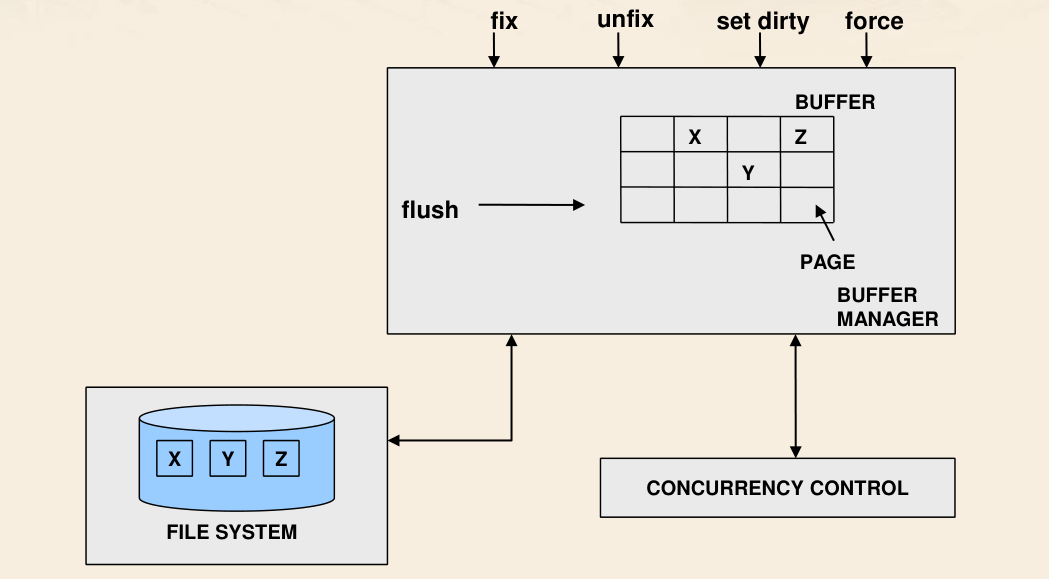 fix unfix set dirty force
BUFFER
X Z
Y
flush
PAGE
BUFFER
MANAGER
X Y Z
FILE SYSTEM
CONCURRENCY CONTROL